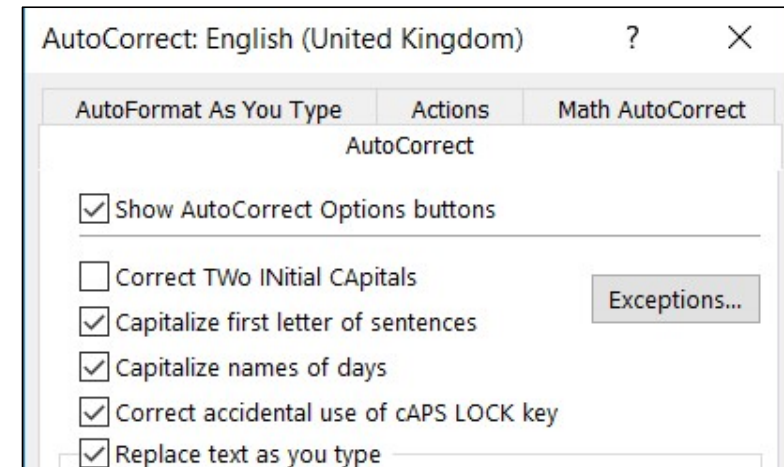 AutoCorrect: English (United Kingdom) ?
AutoFormat As You Type Actions Math AutoCorrect
AutoCorrect
Show AutoCorrect Options buttons
Correct TWo INitial CApitals
Exceptions...
Capitalize first letter of sentences
Capitalize names of days
Correct accidental use of cAPS LOCK key
Replace text as you type